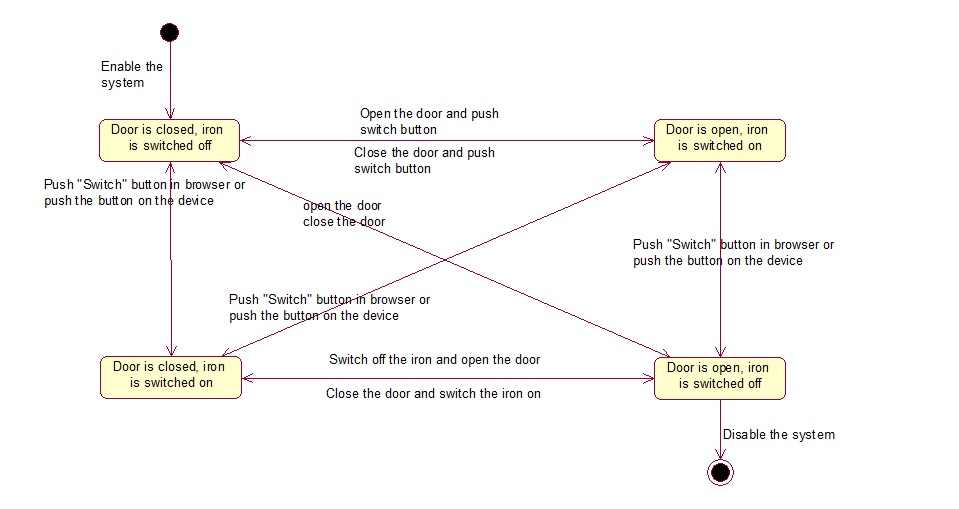 Enable the
system
Door is closed, iron
is switched off
Open the door and push
switch button
Close the door and push
switch button
Door is open, iron
is switched on
Push "Switch" button in browser or
push the button on the device
open the door
close the door
Push "Switch" button in browser or
push the button on the device
Push "Switch" button in browser or
push the button on the device
Door is closed, iron
is switched on
Switch off the iron and open the door
Close the door and switch the iron on
Door is open, iron
is switched off
Disable the system